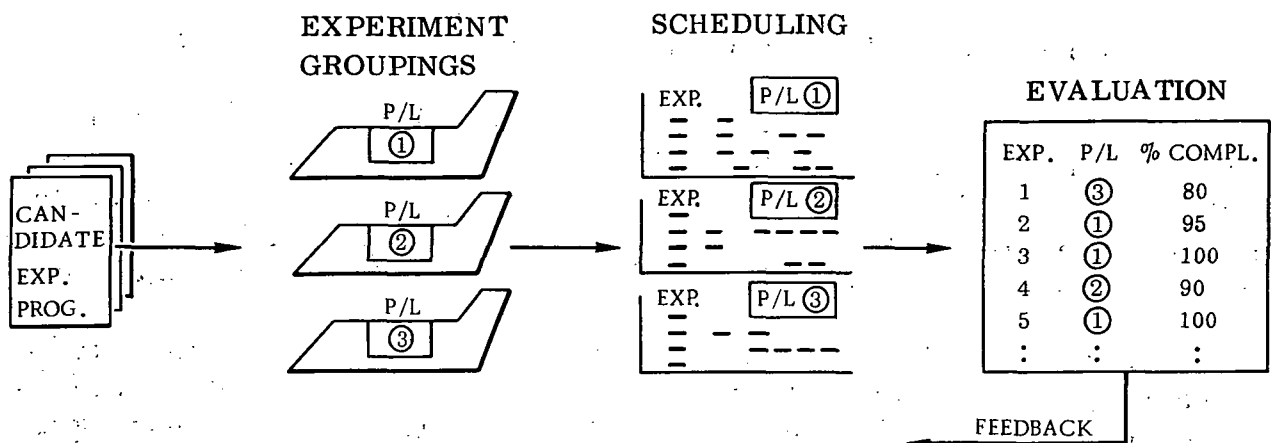 EXPERIMENT
GROUPINGS
SCHEDULING
EVALUATION
CAN-
DIDATE
EXP.
PROG.
P/L
①
P/L
②
P/L
③
EXP. P/L ①
EXP. P/L ②
EXP. P/L ③
EXP. P/L % COMPL.
1 ③ 80
2 ① 95
3 ① 100
4 ② 90
5 ① 100
: : :
FEEDBACK